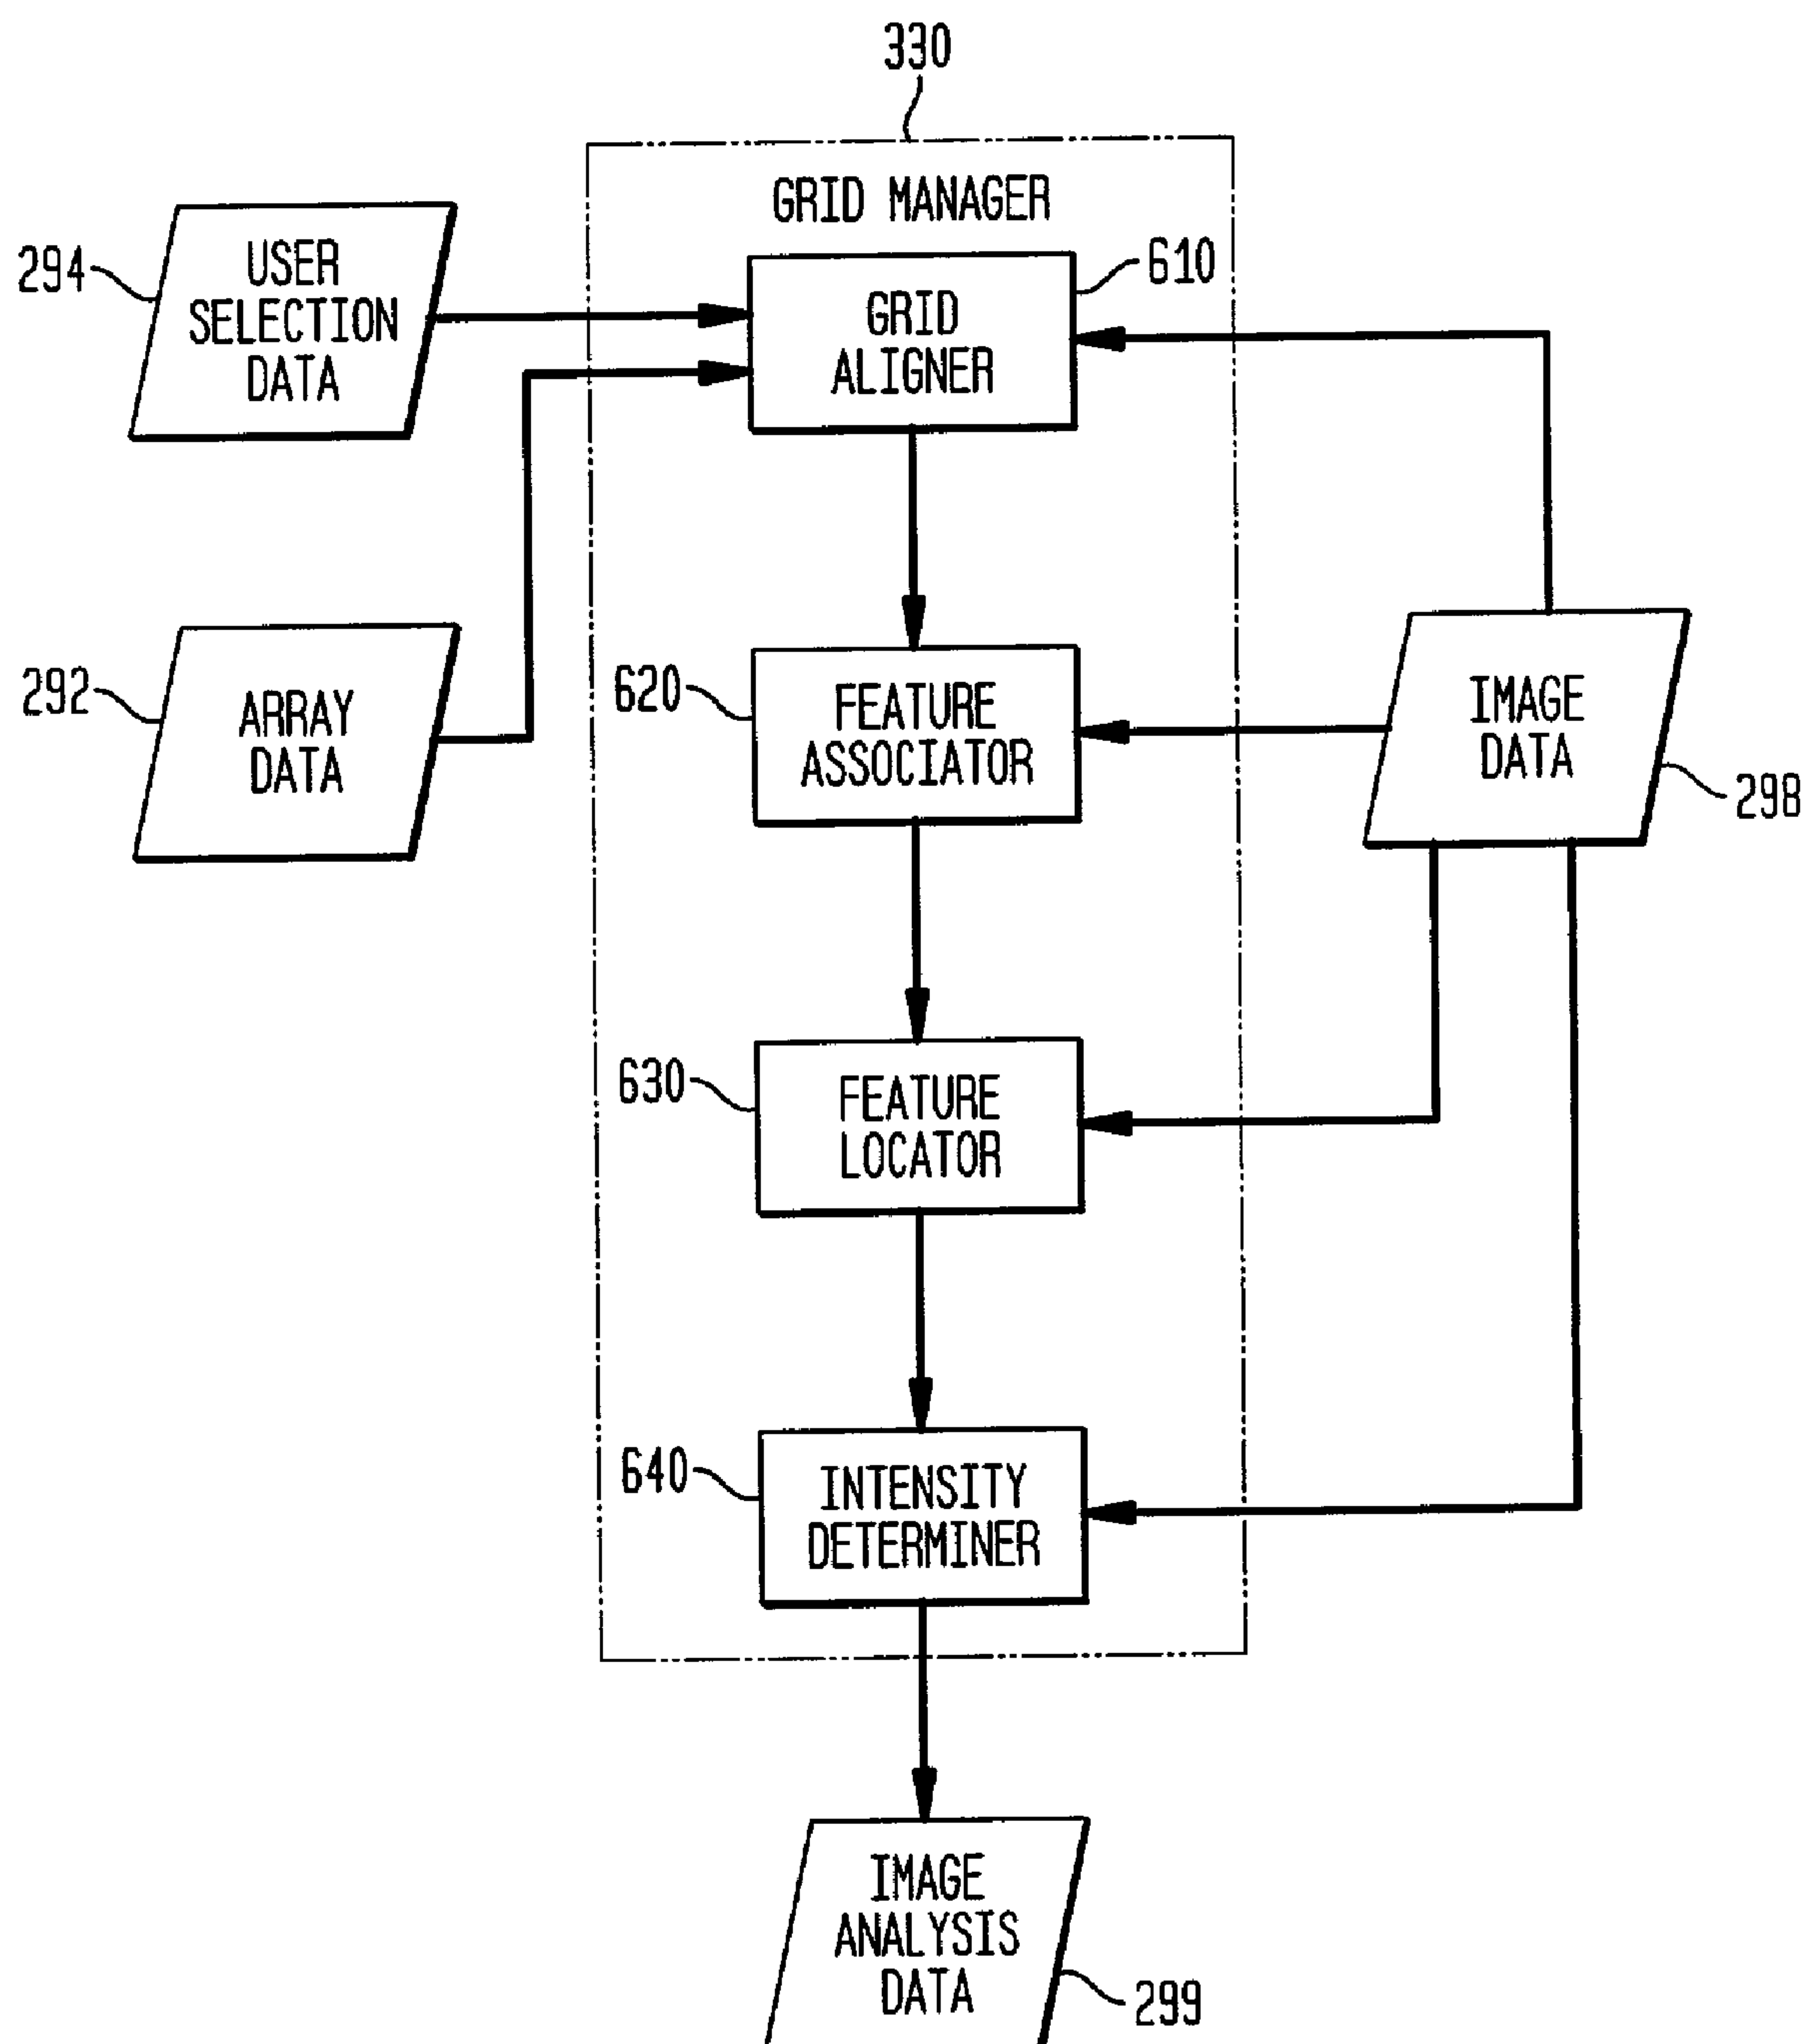 330
GRID MANAGER
294
USER
SELECTION
DATA
610
GRID
ALIGNER
292
ARRAY
DATA
620
FEATURE
ASSOCIATOR
IMAGE
DATA
298
630
FEATURE
LOCATOR
640
INTENSITY
DETERMINER
IMAGE
ANALYSIS
DATA
299